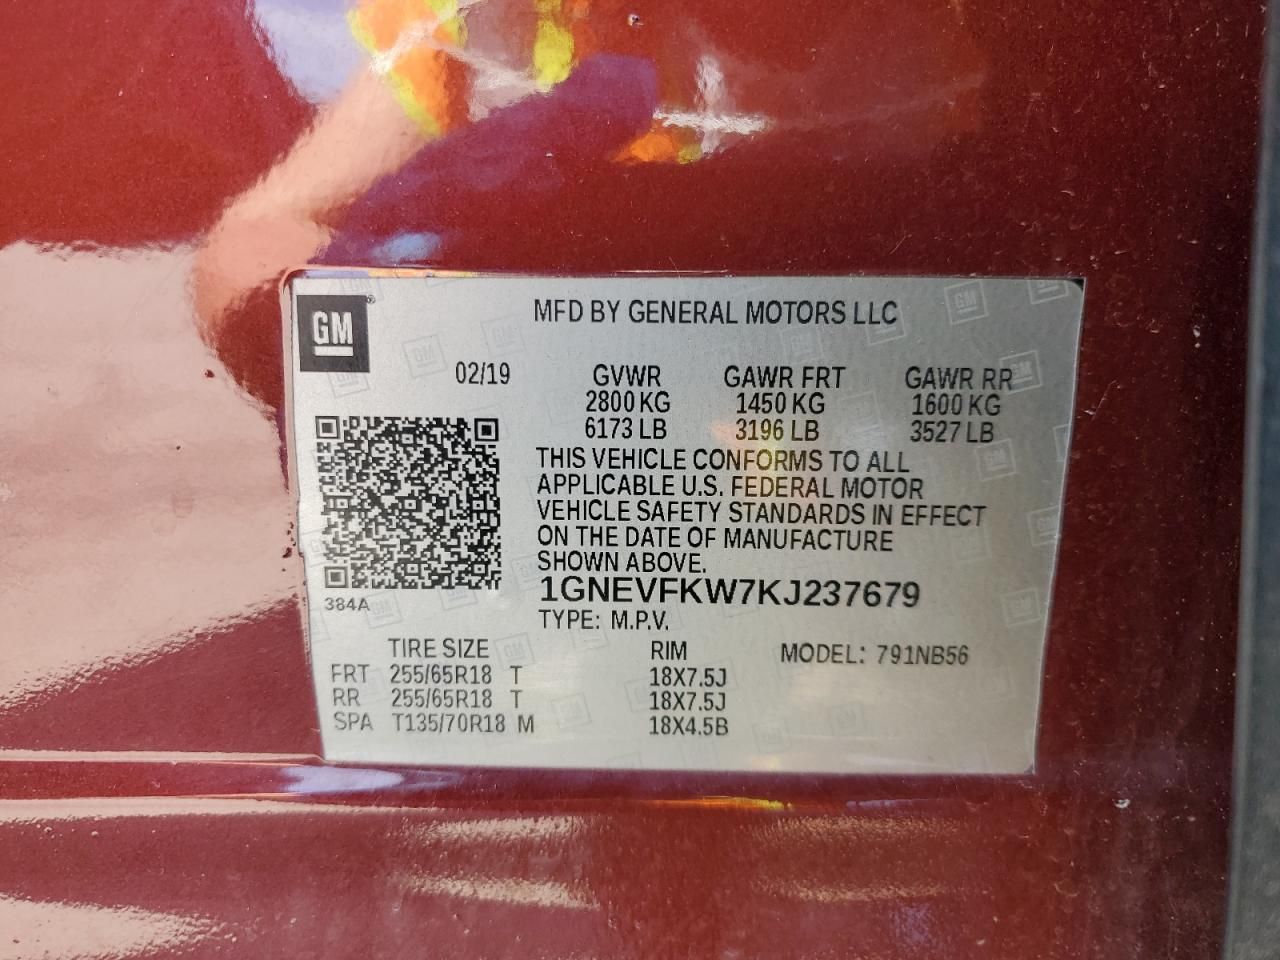 GM
MFD BY GENERAL MOTORS LLC
02/19 GVWR GAWR FRT GAWR RR
2800 KG 1450 KG 1600 KG
6173 LB 3196 LB 3527 LB
THIS VEHICLE CONFORMS TO ALL
APPLICABLE U.S. FEDERAL MOTOR
VEHICLE SAFETY STANDARDS IN EFFECT
ON THE DATE OF MANUFACTURE
SHOWN ABOVE.
1GNEVFKW7KJ237679
384A
TYPE: M.P.V.
TIRE SIZE RIM MODEL: 791NB56
FRT 255/65R18 T 18X7.5J
RR 255/65R18 T 18X7.5J
SPA T135/70R18 M 18X4.5B